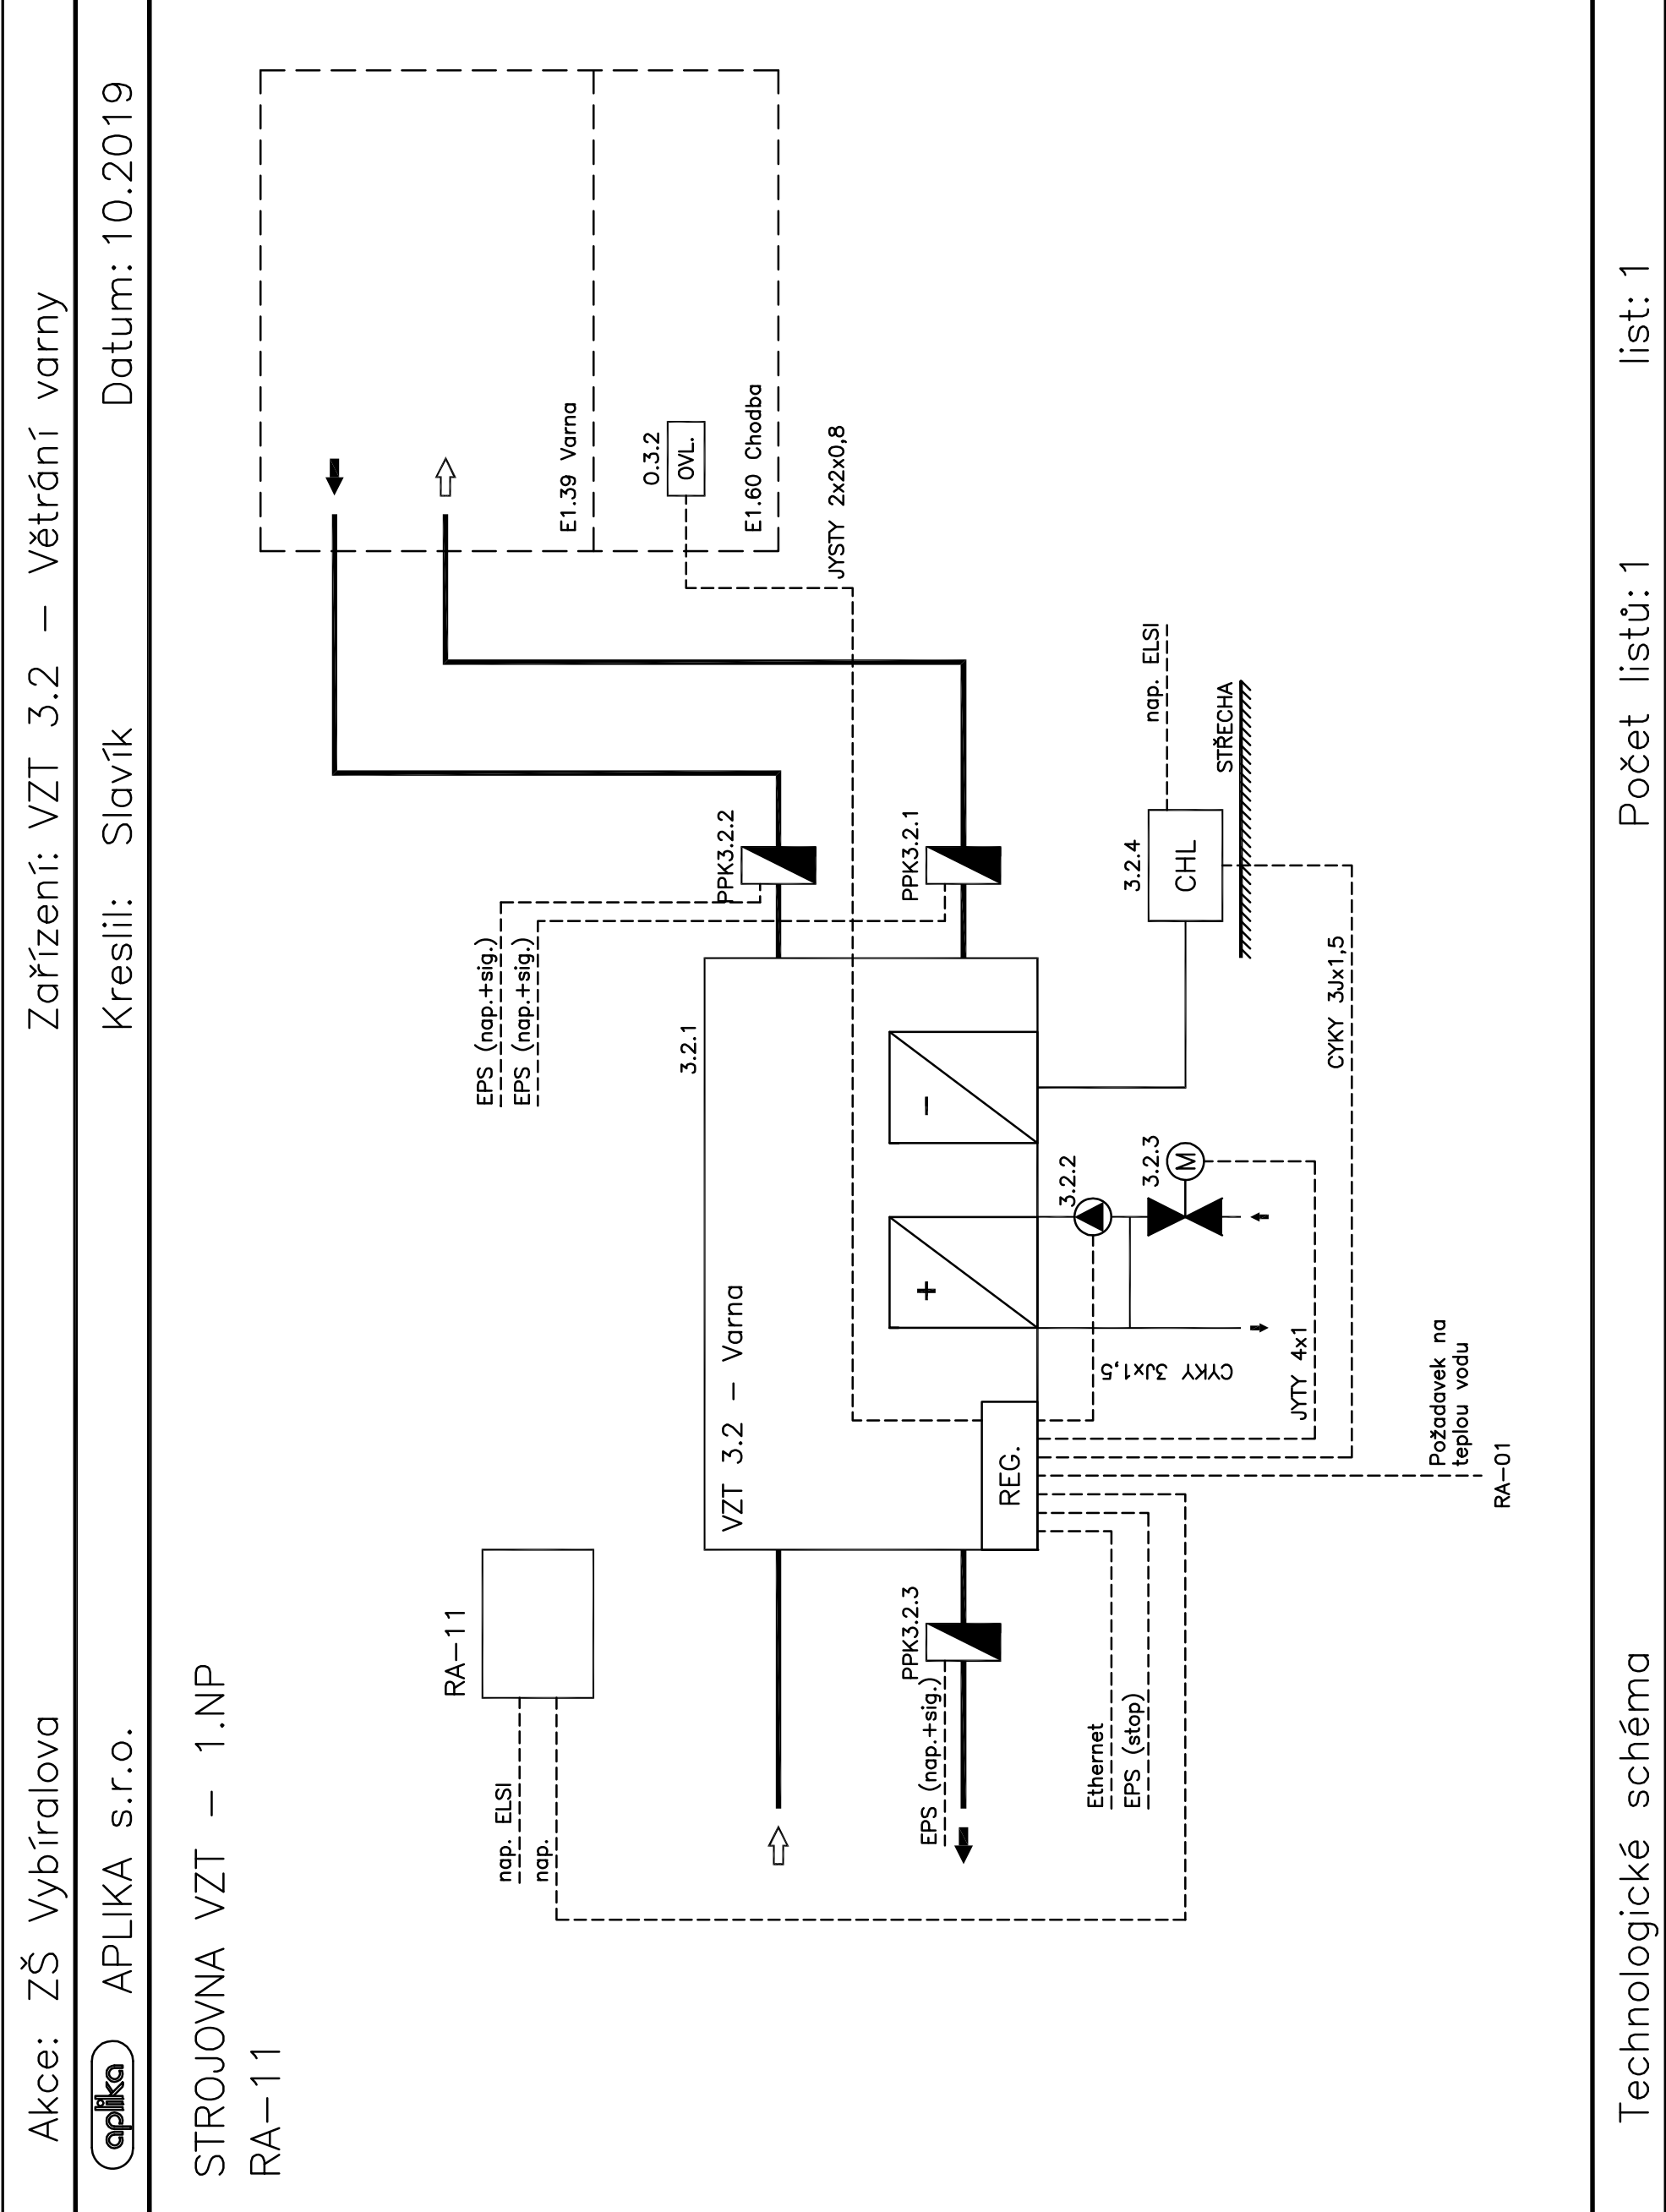 Akce: ZŠ Vybíralova
Zařízení: VZT 3.2 – Větrání varny
aplika
APLIKA s.r.o.
Kreslil: Slavík
Datum: 10.2019
STROJOVNA VZT – 1.NP
RA–11
RA–11
nap. ELSI
nap.
EPS (nap.+sig.)
EPS (nap.+sig.)
E1.39 Varna
O.3.2
OVL.
E1.60 Chodba
JYSTY 2x2x0,8
3.2.1
VZT 3.2 – Varna
PPK3.2.2
PPK3.2.1
PPK3.2.3
EPS (nap.+sig.)
+
–
REG.
3.2.2
3.2.3
M
3.2.4
CHL
nap. ELSI
STŘECHA
Ethernet
EPS (stop)
CYKY 3Jx1,5
JYTY 4x1
CYKY 3Jx1,5
Požadavek na
teplou vodu
RA–01
Technologické schéma
Počet listů: 1
list: 1